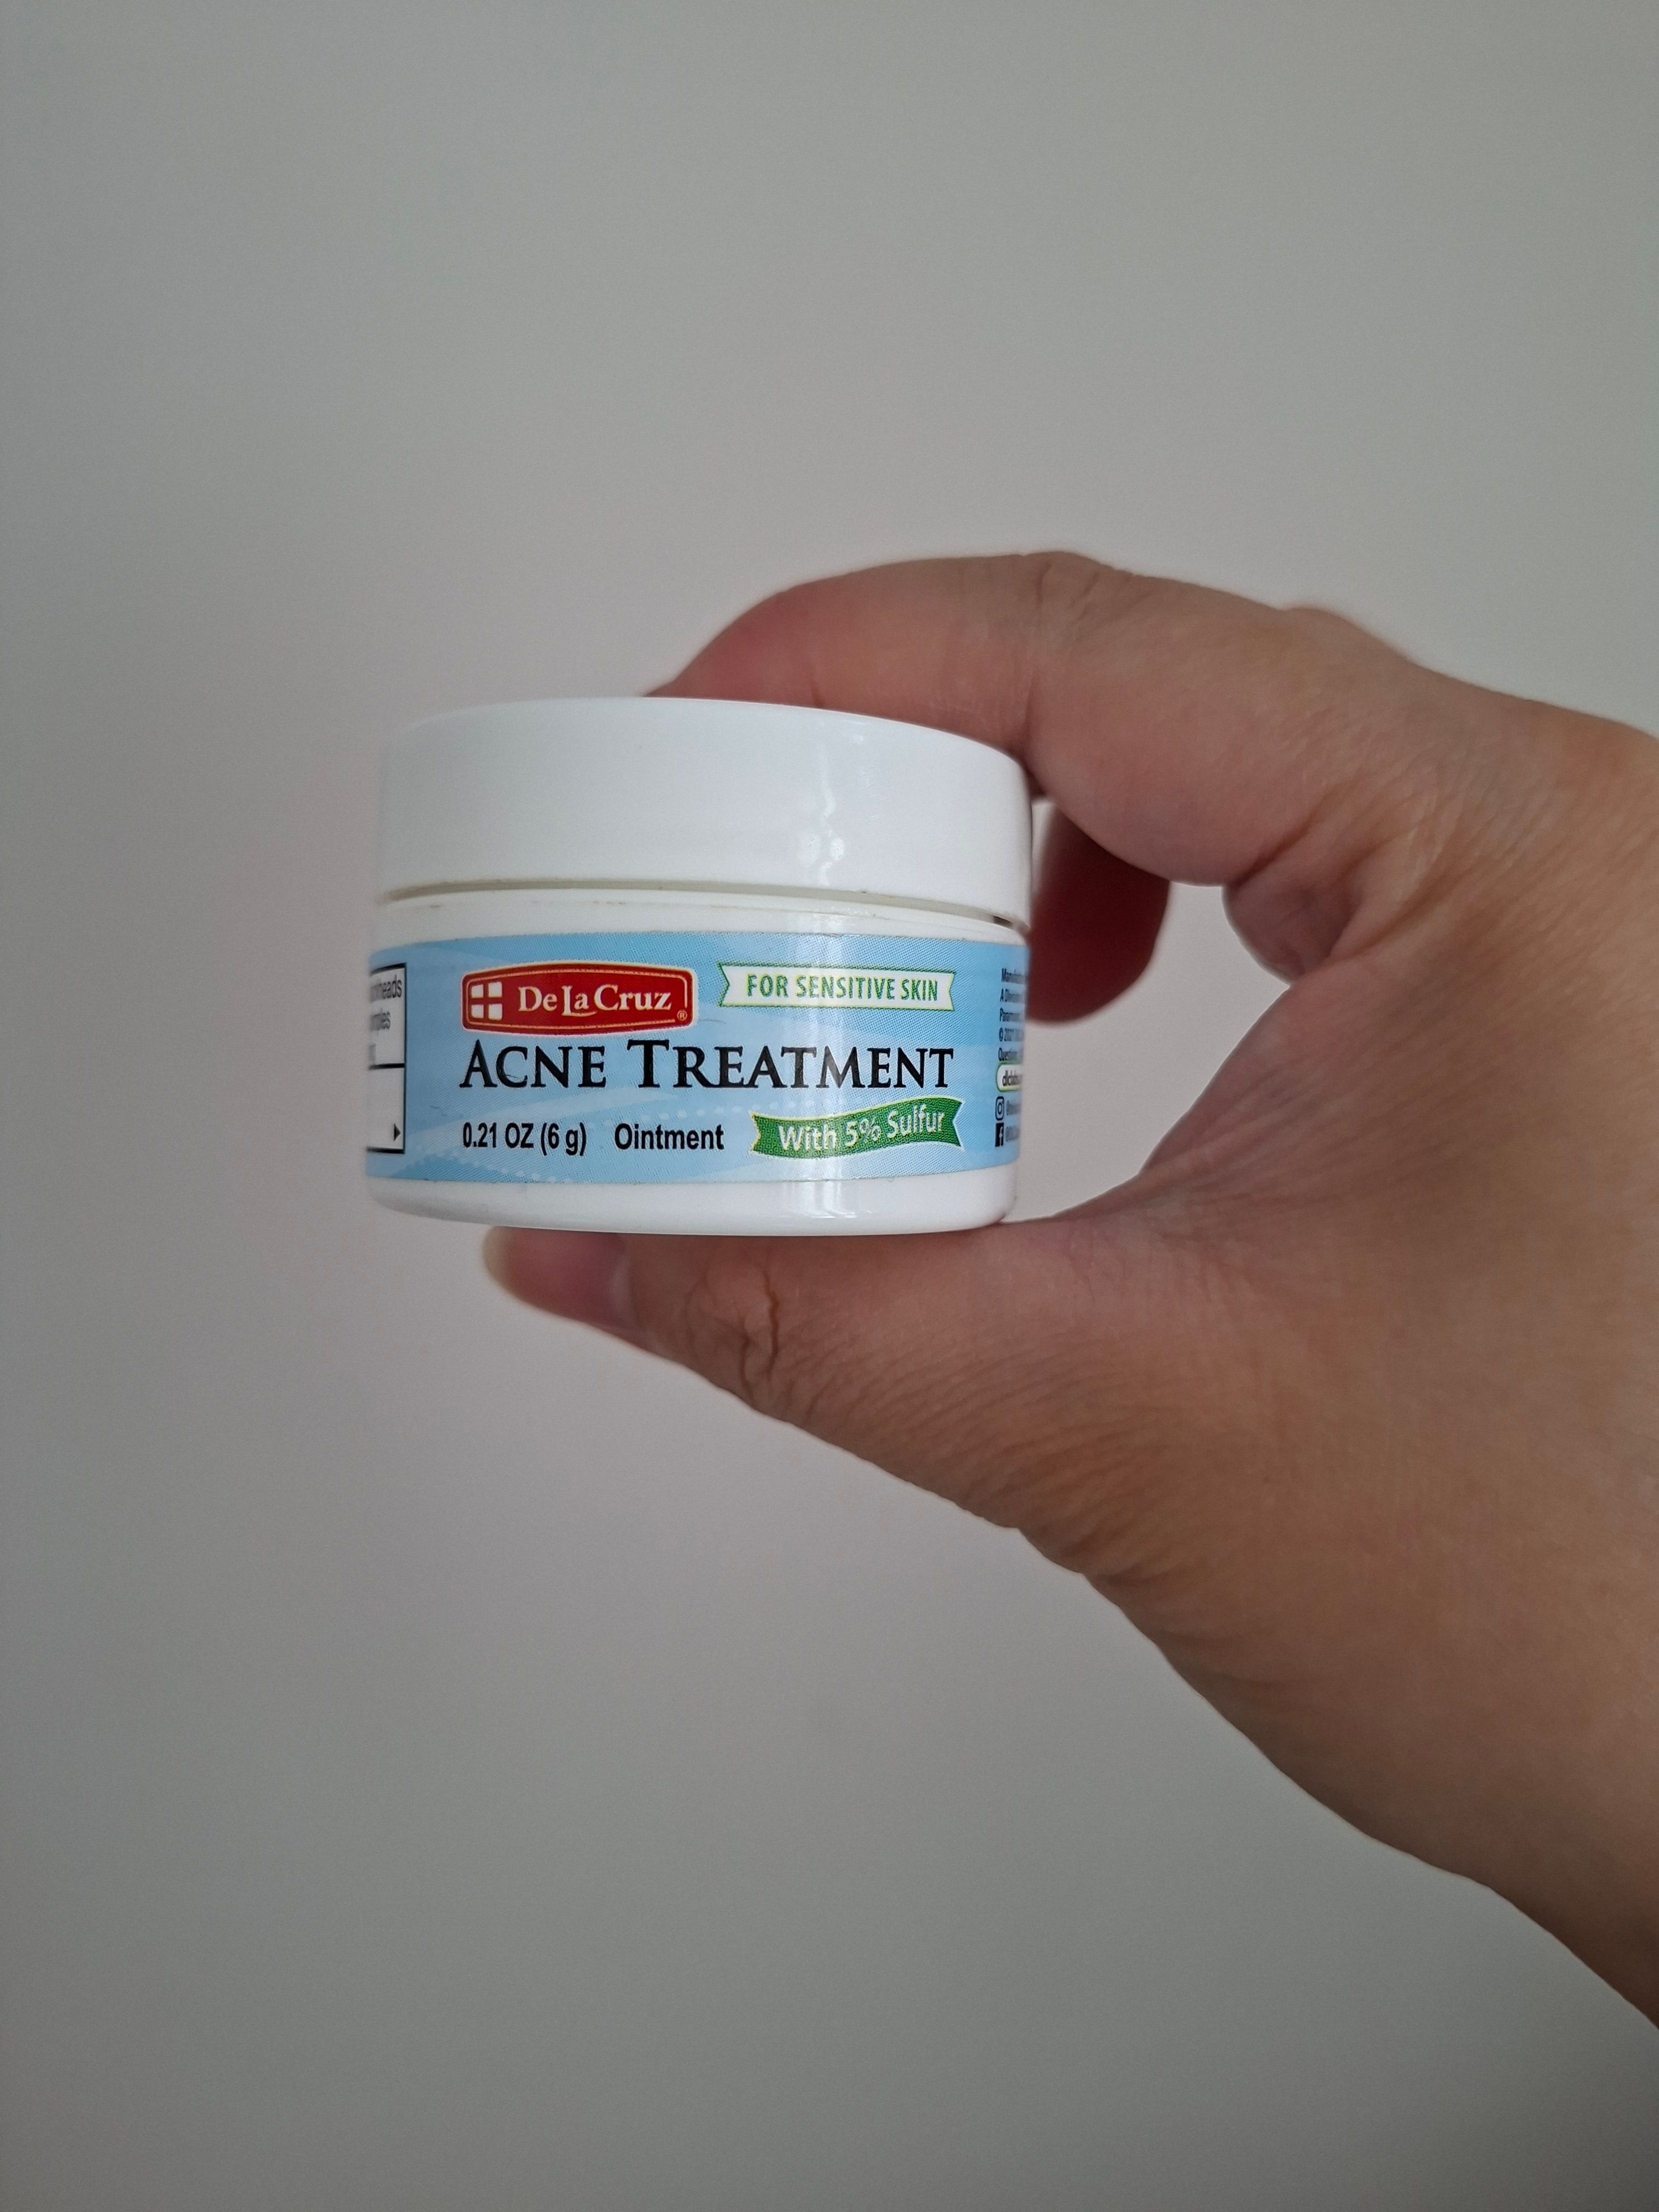 De La Cruz®
FOR SENSITIVE SKIN
ACNE TREATMENT
0.21 OZ (6 g) Ointment
With 5% Sulfur